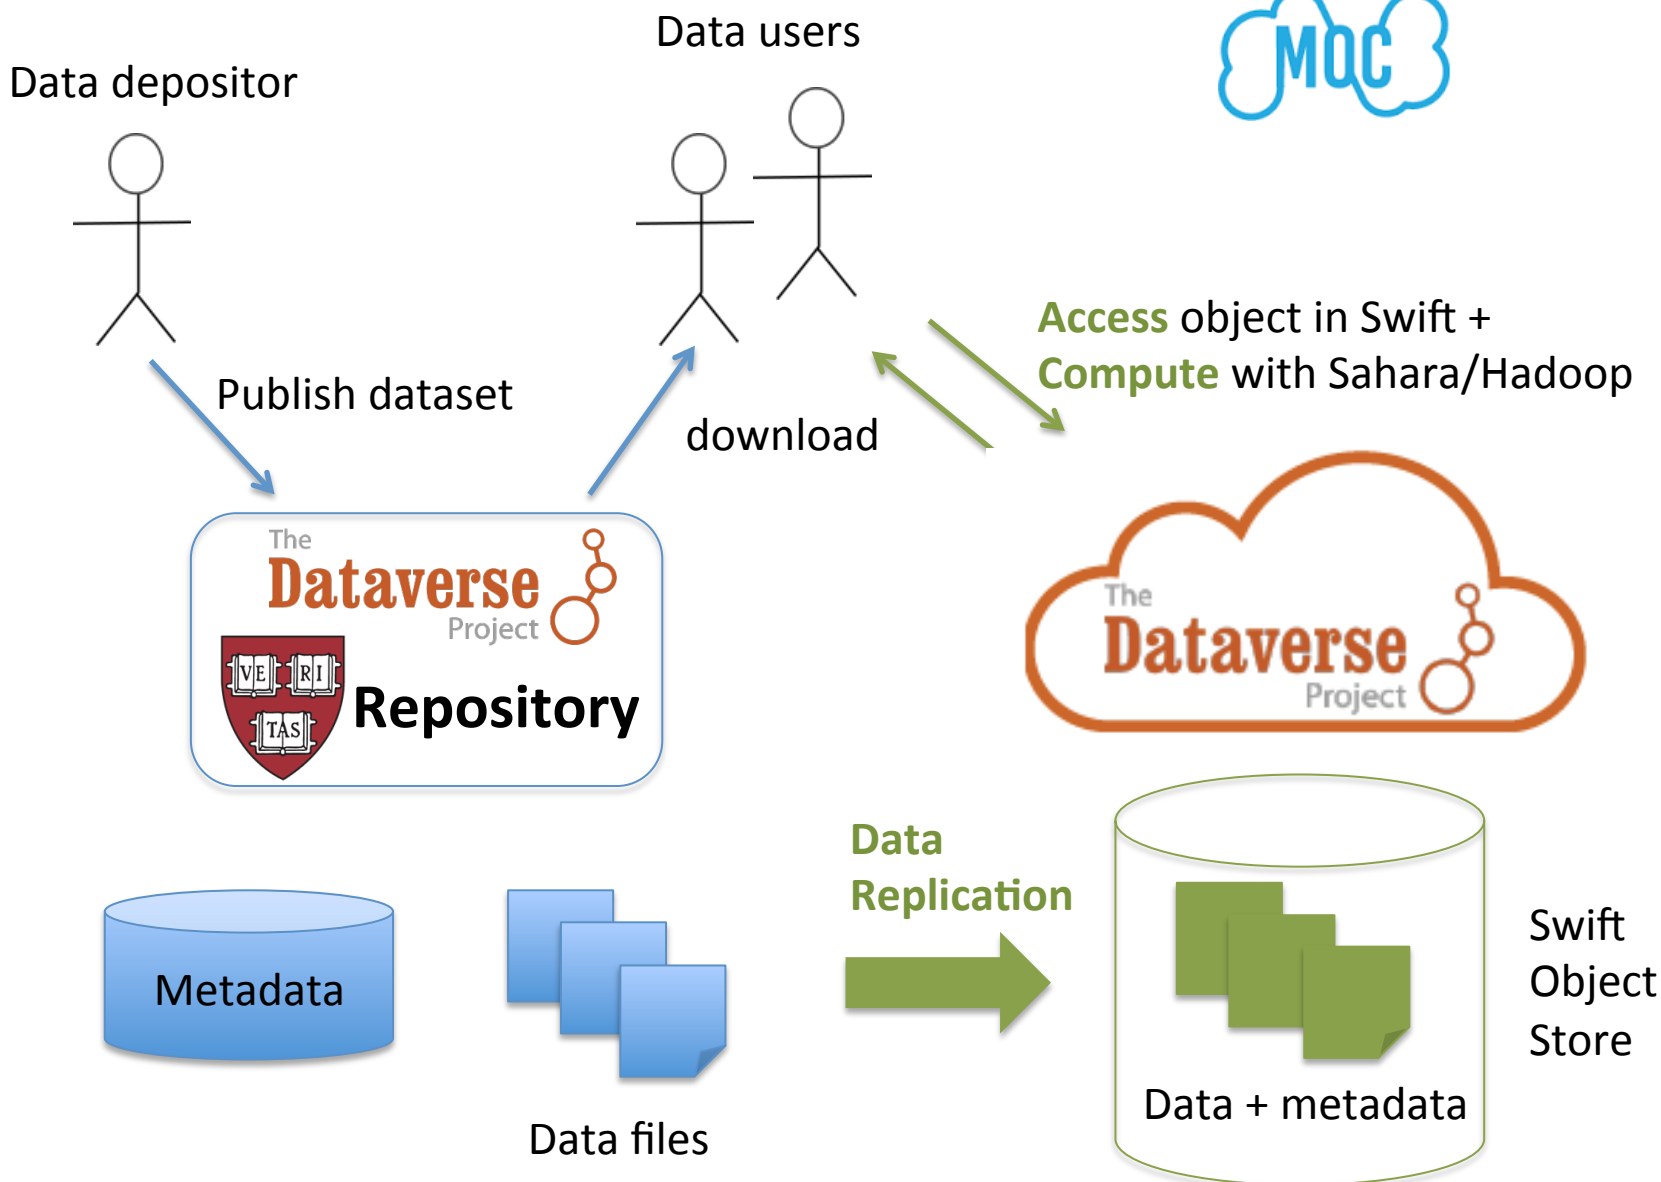 Data users
MOC
Data depositor
Access object in Swift +
Compute with Sahara/Hadoop
Publish dataset
download
The
Dataverse
Project
VE RI
TAS
Repository
The
Dataverse
Project
Data
Replication
Metadata
Data files
Data + metadata
Swift
Object
Store